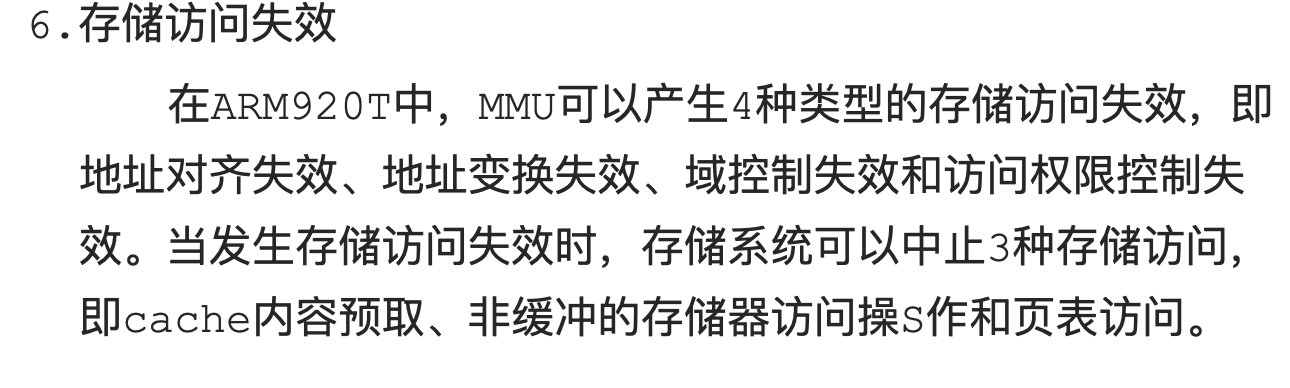 6.存储访问失效
在ARM920T中，MMU可以产生4种类型的存储访问失效，即
地址对齐失效、地址变换失效、域控制失效和访问权限控制失
效。当发生存储访问失效时，存储系统可以中止3种存储访问，
即cache内容预取、非缓冲的存储器访问操S作和页表访问。